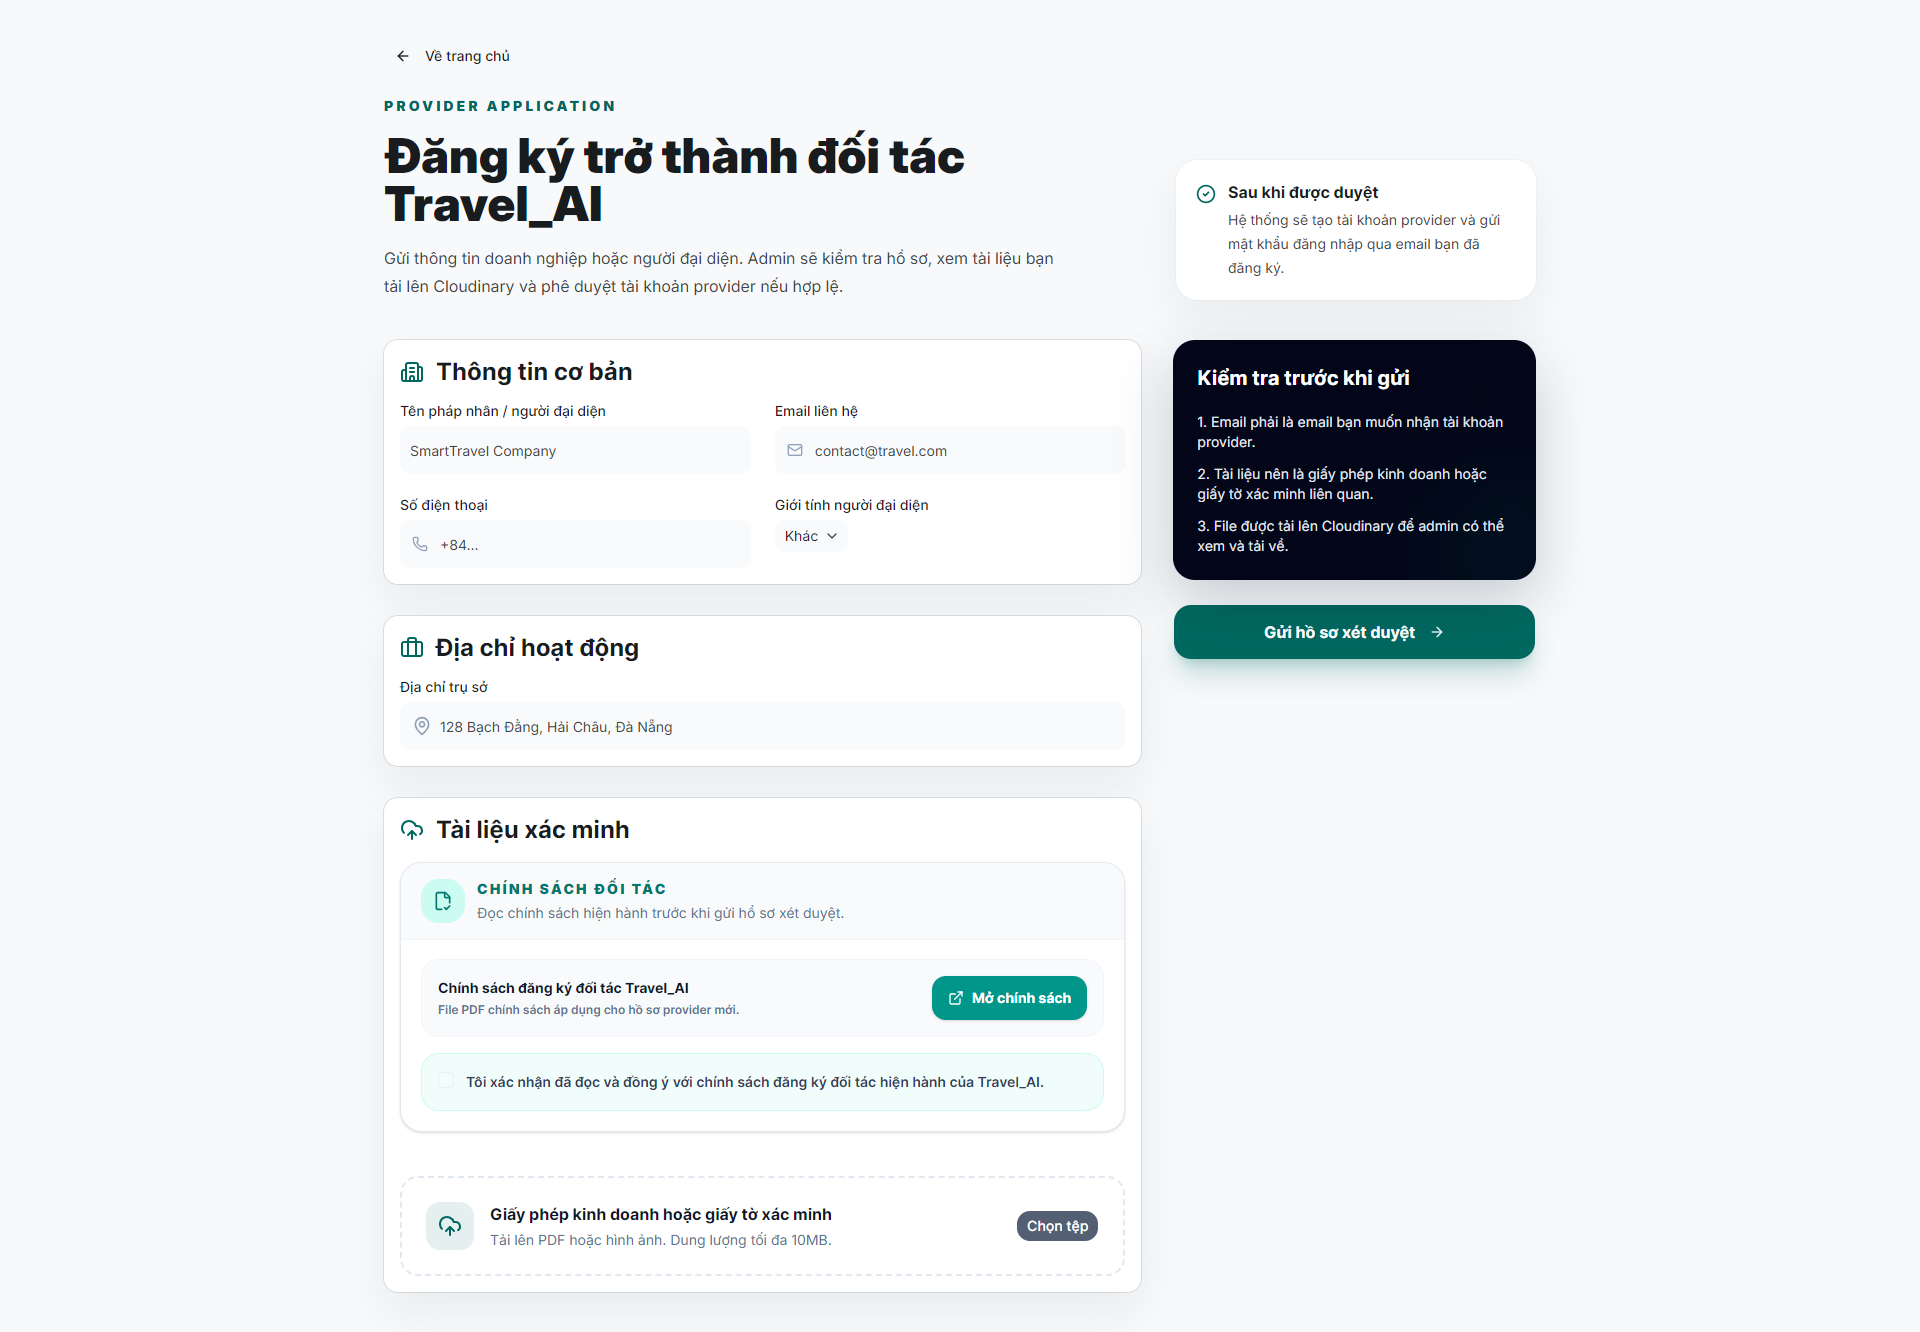 Về trang chủ
PROVIDER APPLICATION
Đăng ký trở thành đối tác
Travel_AI
Gửi thông tin doanh nghiệp hoặc người đại diện. Admin sẽ kiểm tra hồ sơ, xem tài liệu bạn
tải lên Cloudinary và phê duyệt tài khoản provider nếu hợp lệ.
Sau khi được duyệt
Hệ thống sẽ tạo tài khoản provider và gửi
mật khẩu đăng nhập qua email bạn đã
đăng ký.
Thông tin cơ bản
Tên pháp nhân / người đại diện
SmartTravel Company
Email liên hệ
contact@travel.com
Số điện thoại
+84...
Giới tính người đại diện
Khác
Kiểm tra trước khi gửi
1. Email phải là email bạn muốn nhận tài khoản
provider.
2. Tài liệu nên là giấy phép kinh doanh hoặc
giấy tờ xác minh liên quan.
3. File được tải lên Cloudinary để admin có thể
xem và tải về.
Gửi hồ sơ xét duyệt
Địa chỉ hoạt động
Địa chỉ trụ sở
128 Bạch Đằng, Hải Châu, Đà Nẵng
Tài liệu xác minh
CHÍNH SÁCH ĐỐI TÁC
Đọc chính sách hiện hành trước khi gửi hồ sơ xét duyệt.
Chính sách đăng ký đối tác Travel_AI
File PDF chính sách áp dụng cho hồ sơ provider mới.
Mở chính sách
Tôi xác nhận đã đọc và đồng ý với chính sách đăng ký đối tác hiện hành của Travel_AI.
Giấy phép kinh doanh hoặc giấy tờ xác minh
Tải lên PDF hoặc hình ảnh. Dung lượng tối đa 10MB.
Chọn tệp